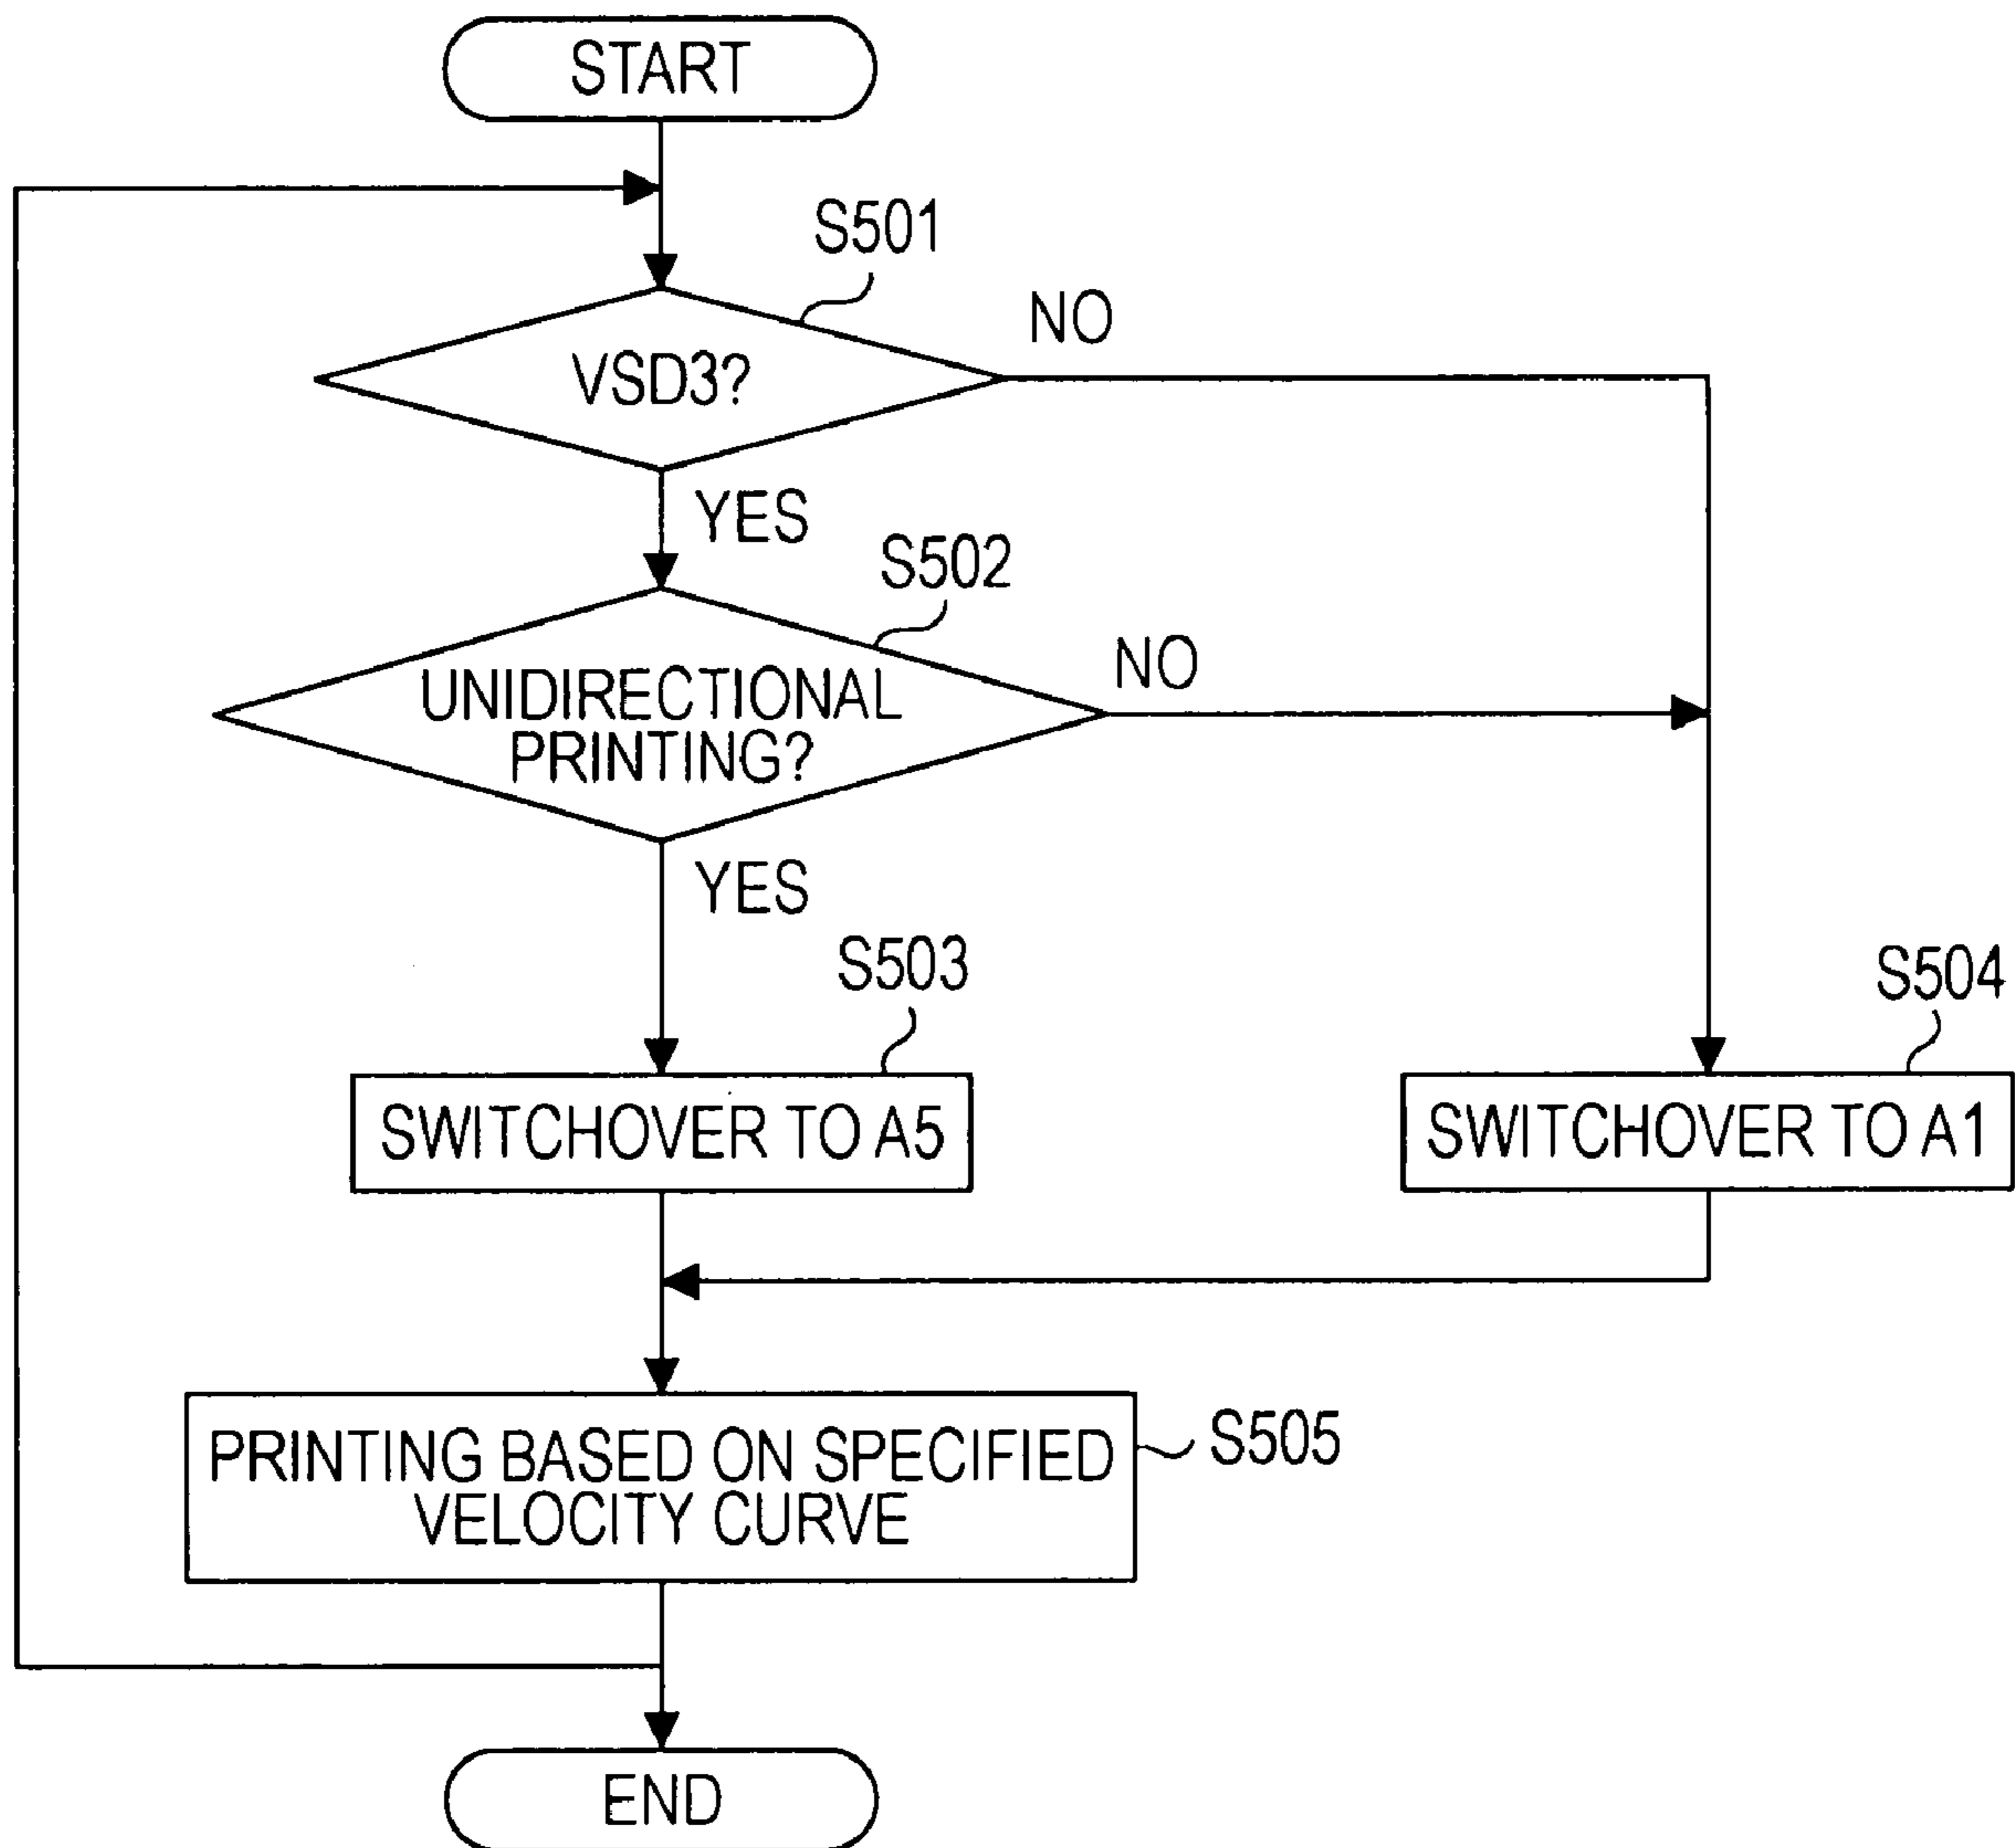 START
S501
NO
VSD3?
YES
S502
NO
UNIDIRECTIONAL
PRINTING?
YES
S503
S504
SWITCHOVER TO A5
SWITCHOVER TO A1
PRINTING BASED ON SPECIFIED
VELOCITY CURVE
S505
END